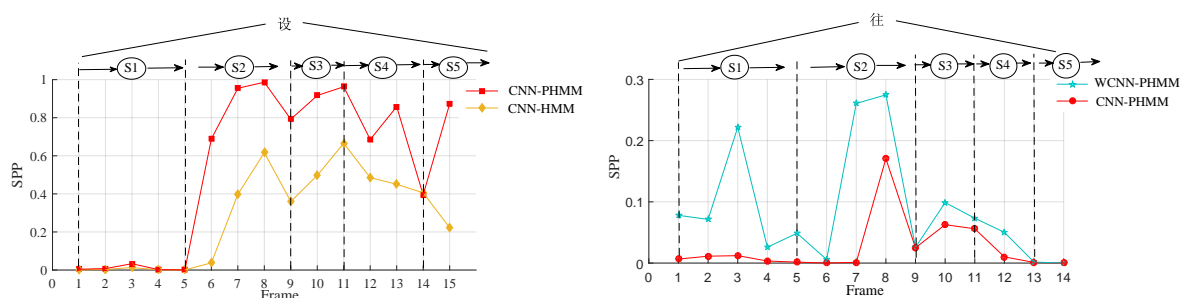 设
S1 S2 S3 S4 S5
1
0.8
0.6
0.4
0.2
0
SPP
CNN-PHMM
CNN-HMM
0 1 2 3 4 5 6 7 8 9 10 11 12 13 14 15
Frame
往
S1 S2 S3 S4 S5
0.3
0.2
0.1
0
SPP
WCNN-PHMM
CNN-PHMM
0 1 2 3 4 5 6 7 8 9 10 11 12 13 14
Frame